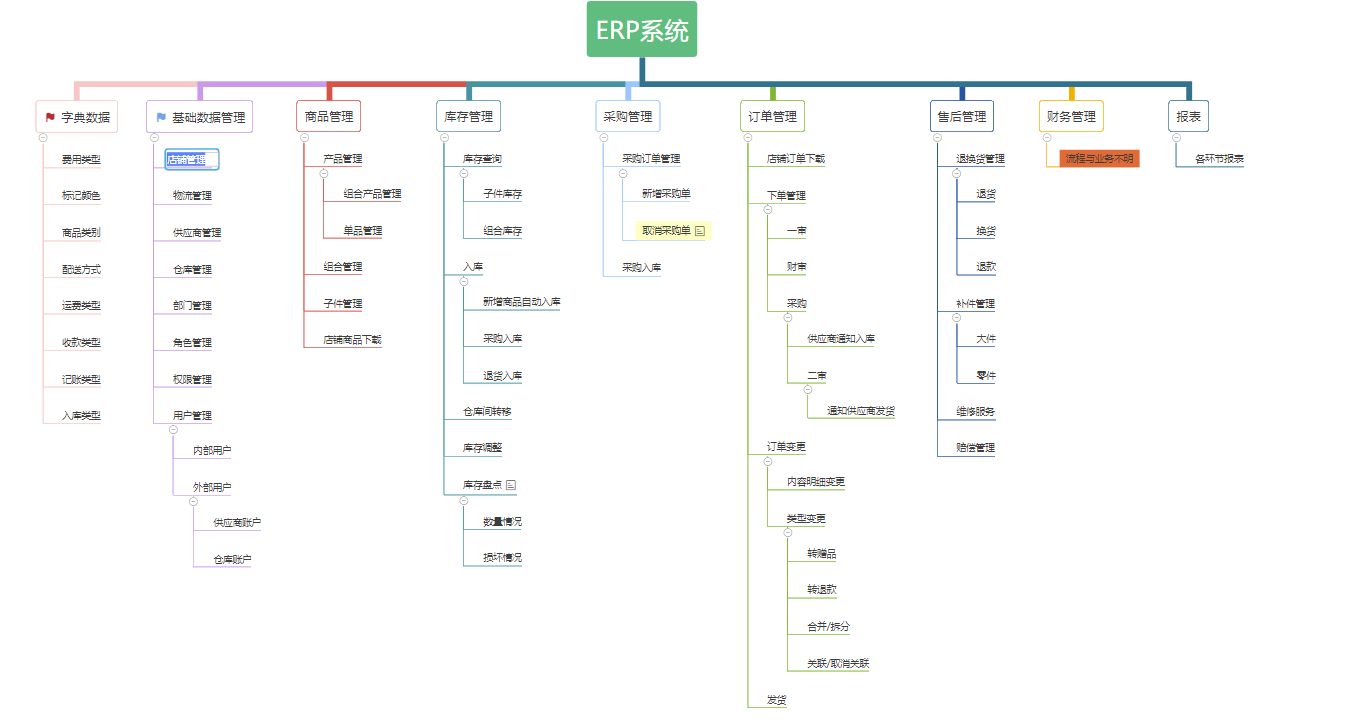 ERP系统
字典数据
费用类型
标记颜色
商品类别
配送方式
运费类型
收款类型
记账类型
入库类型
基础数据管理
店铺管理
物流管理
供应商管理
仓库管理
部门管理
角色管理
权限管理
用户管理
内部用户
外部用户
供应商账户
仓库账户
商品管理
产品管理
组合产品管理
单品管理
组合管理
子件管理
店铺商品下载
库存管理
库存查询
子件库存
组合库存
入库
新增商品自动入库
采购入库
退货入库
仓库间转移
库存调整
库存盘点
数量情况
损坏情况
采购管理
采购订单管理
新增采购单
取消采购单
采购入库
订单管理
店铺订单下载
下单管理
一审
财审
采购
供应商通知入库
二审
通知供应商发货
订单变更
内容明细变更
类型变更
转赠品
转退款
合并/拆分
关联/取消关联
发货
售后管理
退换货管理
退货
换货
退款
补件管理
大件
零件
维修服务
赔偿管理
财务管理
流程与业务不明
报表
各环节报表